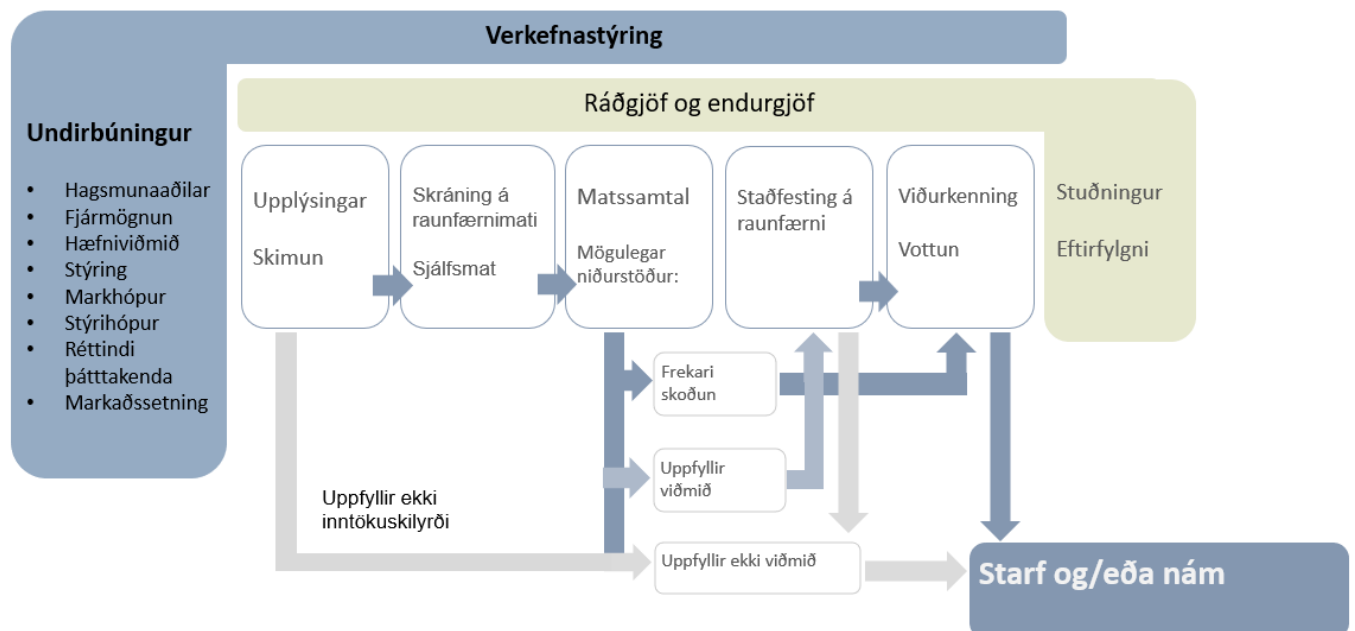 Verkefnastýring
Ráðgjöf og endurgjöf
Undirbúningur
• Hagsmunaaðilar
• Fjármögnun
• Hæfniviðmið
• Stýring
• Markhópur
• Stýrihópur
• Réttindi
þátttakenda
• Markaðssetning
Upplýsingar
Skimun
Skráning á
raunfærnimati
Sjálfsmat
Matssamtal
Mögulegar
niðurstöður:
Staðfesting á
raunfærni
Viðurkenning
Vottun
Stuðningur
Eftirfylgni
Frekari
skoðun
Uppfyllir
viðmið
Uppfyllir ekki
inntökuskilyrði
Uppfyllir ekki viðmið
Starf og/eða nám